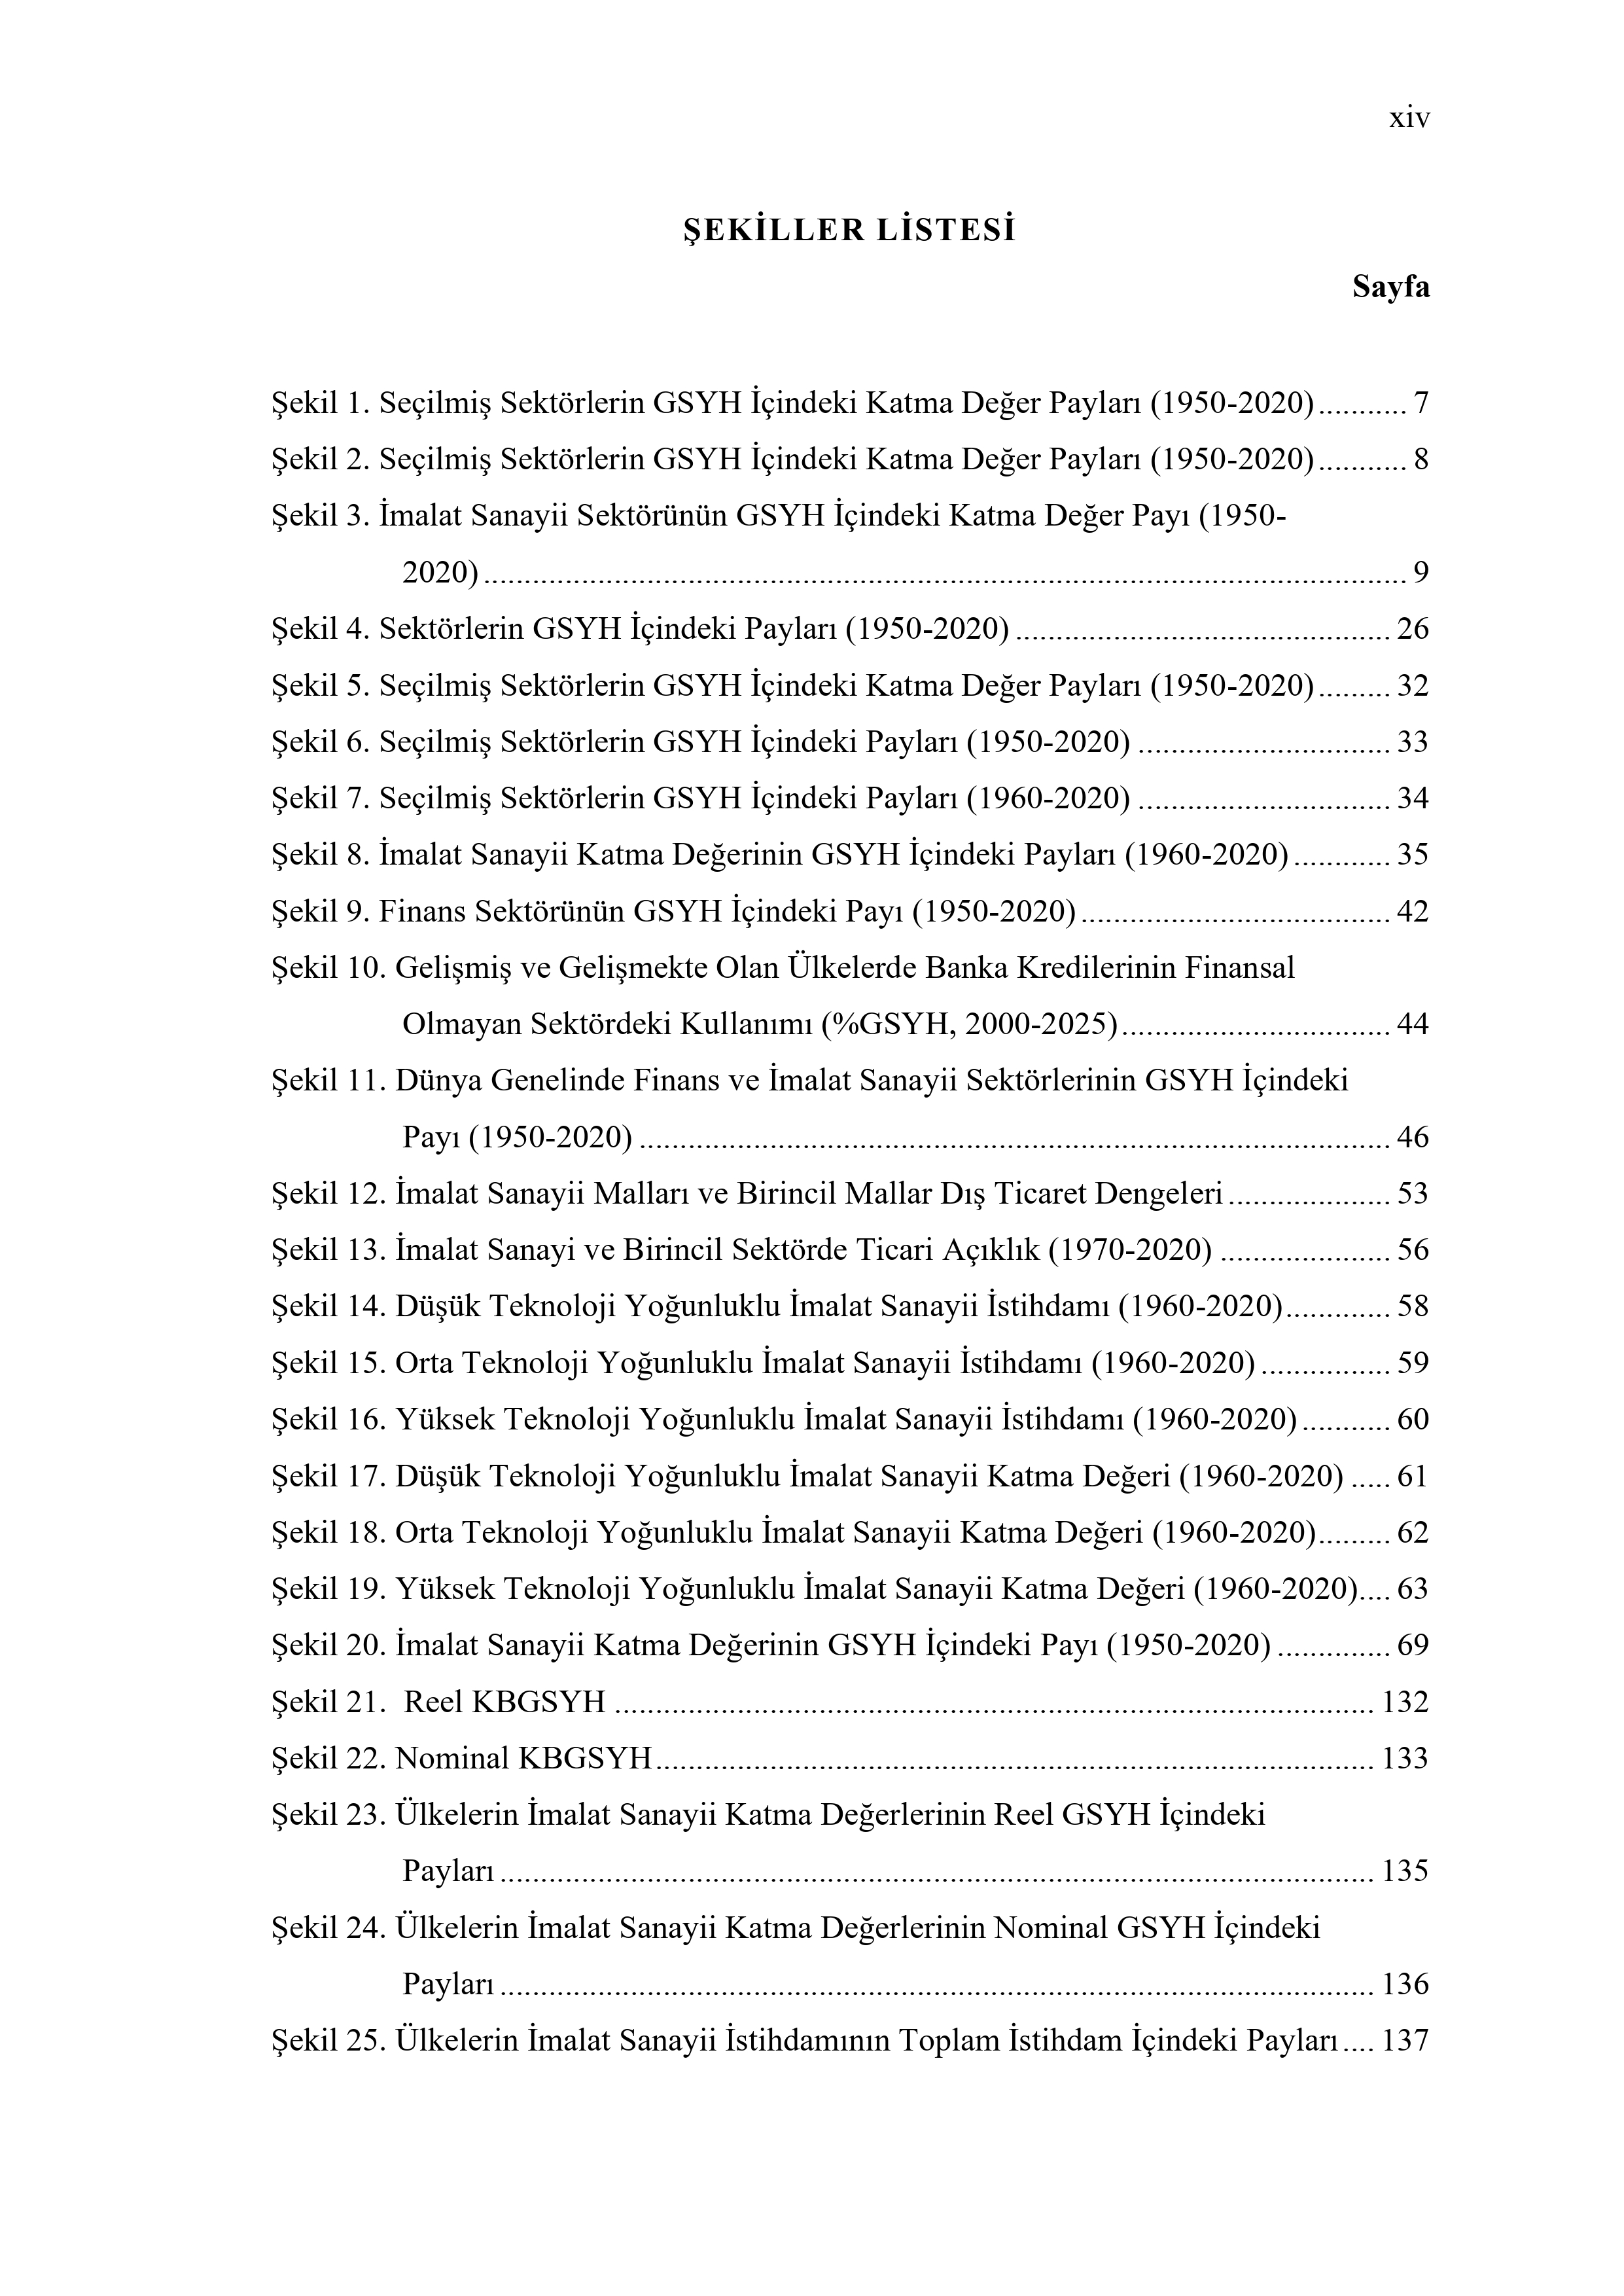 xiv
ŞEKİLLER LİSTESİ
Sayfa
Şekil 1. Seçilmiş Sektörlerin GSYH İçindeki Katma Değer Payları (1950-2020)........... 7
Şekil 2. Seçilmiş Sektörlerin GSYH İçindeki Katma Değer Payları (1950-2020)........... 8
Şekil 3. İmalat Sanayii Sektörünün GSYH İçindeki Katma Değer Payı (1950-
2020).................................................................................................................. 9
Şekil 4. Sektörlerin GSYH İçindeki Payları (1950-2020) .............................................. 26
Şekil 5. Seçilmiş Sektörlerin GSYH İçindeki Katma Değer Payları (1950-2020)......... 32
Şekil 6. Seçilmiş Sektörlerin GSYH İçindeki Payları (1950-2020) ............................... 33
Şekil 7. Seçilmiş Sektörlerin GSYH İçindeki Payları (1960-2020) ............................... 34
Şekil 8. İmalat Sanayii Katma Değerinin GSYH İçindeki Payları (1960-2020)............ 35
Şekil 9. Finans Sektörünün GSYH İçindeki Payı (1950-2020)...................................... 42
Şekil 10. Gelişmiş ve Gelişmekte Olan Ülkelerde Banka Kredilerinin Finansal
Olmayan Sektördeki Kullanımı (%GSYH, 2000-2025)................................. 44
Şekil 11. Dünya Genelinde Finans ve İmalat Sanayii Sektörlerinin GSYH İçindeki
Payı (1950-2020) ............................................................................................ 46
Şekil 12. İmalat Sanayii Malları ve Birincil Mallar Dış Ticaret Dengeleri.................... 53
Şekil 13. İmalat Sanayi ve Birincil Sektörde Ticari Açıklık (1970-2020) ..................... 56
Şekil 14. Düşük Teknoloji Yoğunluklu İmalat Sanayii İstihdamı (1960-2020)............. 58
Şekil 15. Orta Teknoloji Yoğunluklu İmalat Sanayii İstihdamı (1960-2020)................ 59
Şekil 16. Yüksek Teknoloji Yoğunluklu İmalat Sanayii İstihdamı (1960-2020)........... 60
Şekil 17. Düşük Teknoloji Yoğunluklu İmalat Sanayii Katma Değeri (1960-2020) ..... 61
Şekil 18. Orta Teknoloji Yoğunluklu İmalat Sanayii Katma Değeri (1960-2020)......... 62
Şekil 19. Yüksek Teknoloji Yoğunluklu İmalat Sanayii Katma Değeri (1960-2020).... 63
Şekil 20. İmalat Sanayii Katma Değerinin GSYH İçindeki Payı (1950-2020) .............. 69
Şekil 21.  Reel KBGSYH .............................................................................................. 132
Şekil 22. Nominal KBGSYH......................................................................................... 133
Şekil 23. Ülkelerin İmalat Sanayii Katma Değerlerinin Reel GSYH İçindeki
Payları ............................................................................................................ 135
Şekil 24. Ülkelerin İmalat Sanayii Katma Değerlerinin Nominal GSYH İçindeki
Payları ............................................................................................................ 136
Şekil 25. Ülkelerin İmalat Sanayii İstihdamının Toplam İstihdam İçindeki Payları.... 137